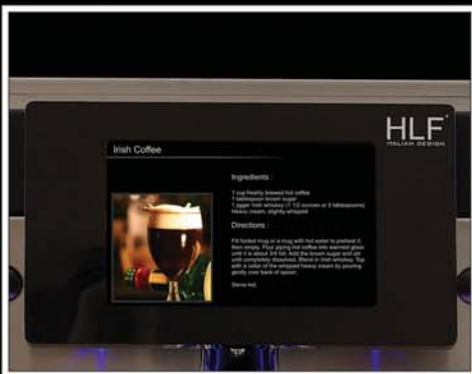 HLF
ITALIAN DESIGN
Irish Coffee
Ingredients :
1 cup freshly brewed hot coffee
1 tablespoon brown sugar
1 jigger Irish whiskey (1 1/2 ounces or 3 tablespoons)
Heavy cream, slightly whipped
Directions :
Fill footed mug or a mug with hot water to preheat it
then empty. Pour piping hot coffee into warmed glass
until it is about 3/4 full. Add the brown sugar and stir
until completely dissolved. Blend in Irish whiskey. Top
with a collar of the whipped heavy cream by pouring
gently over back of spoon.
Serve hot.